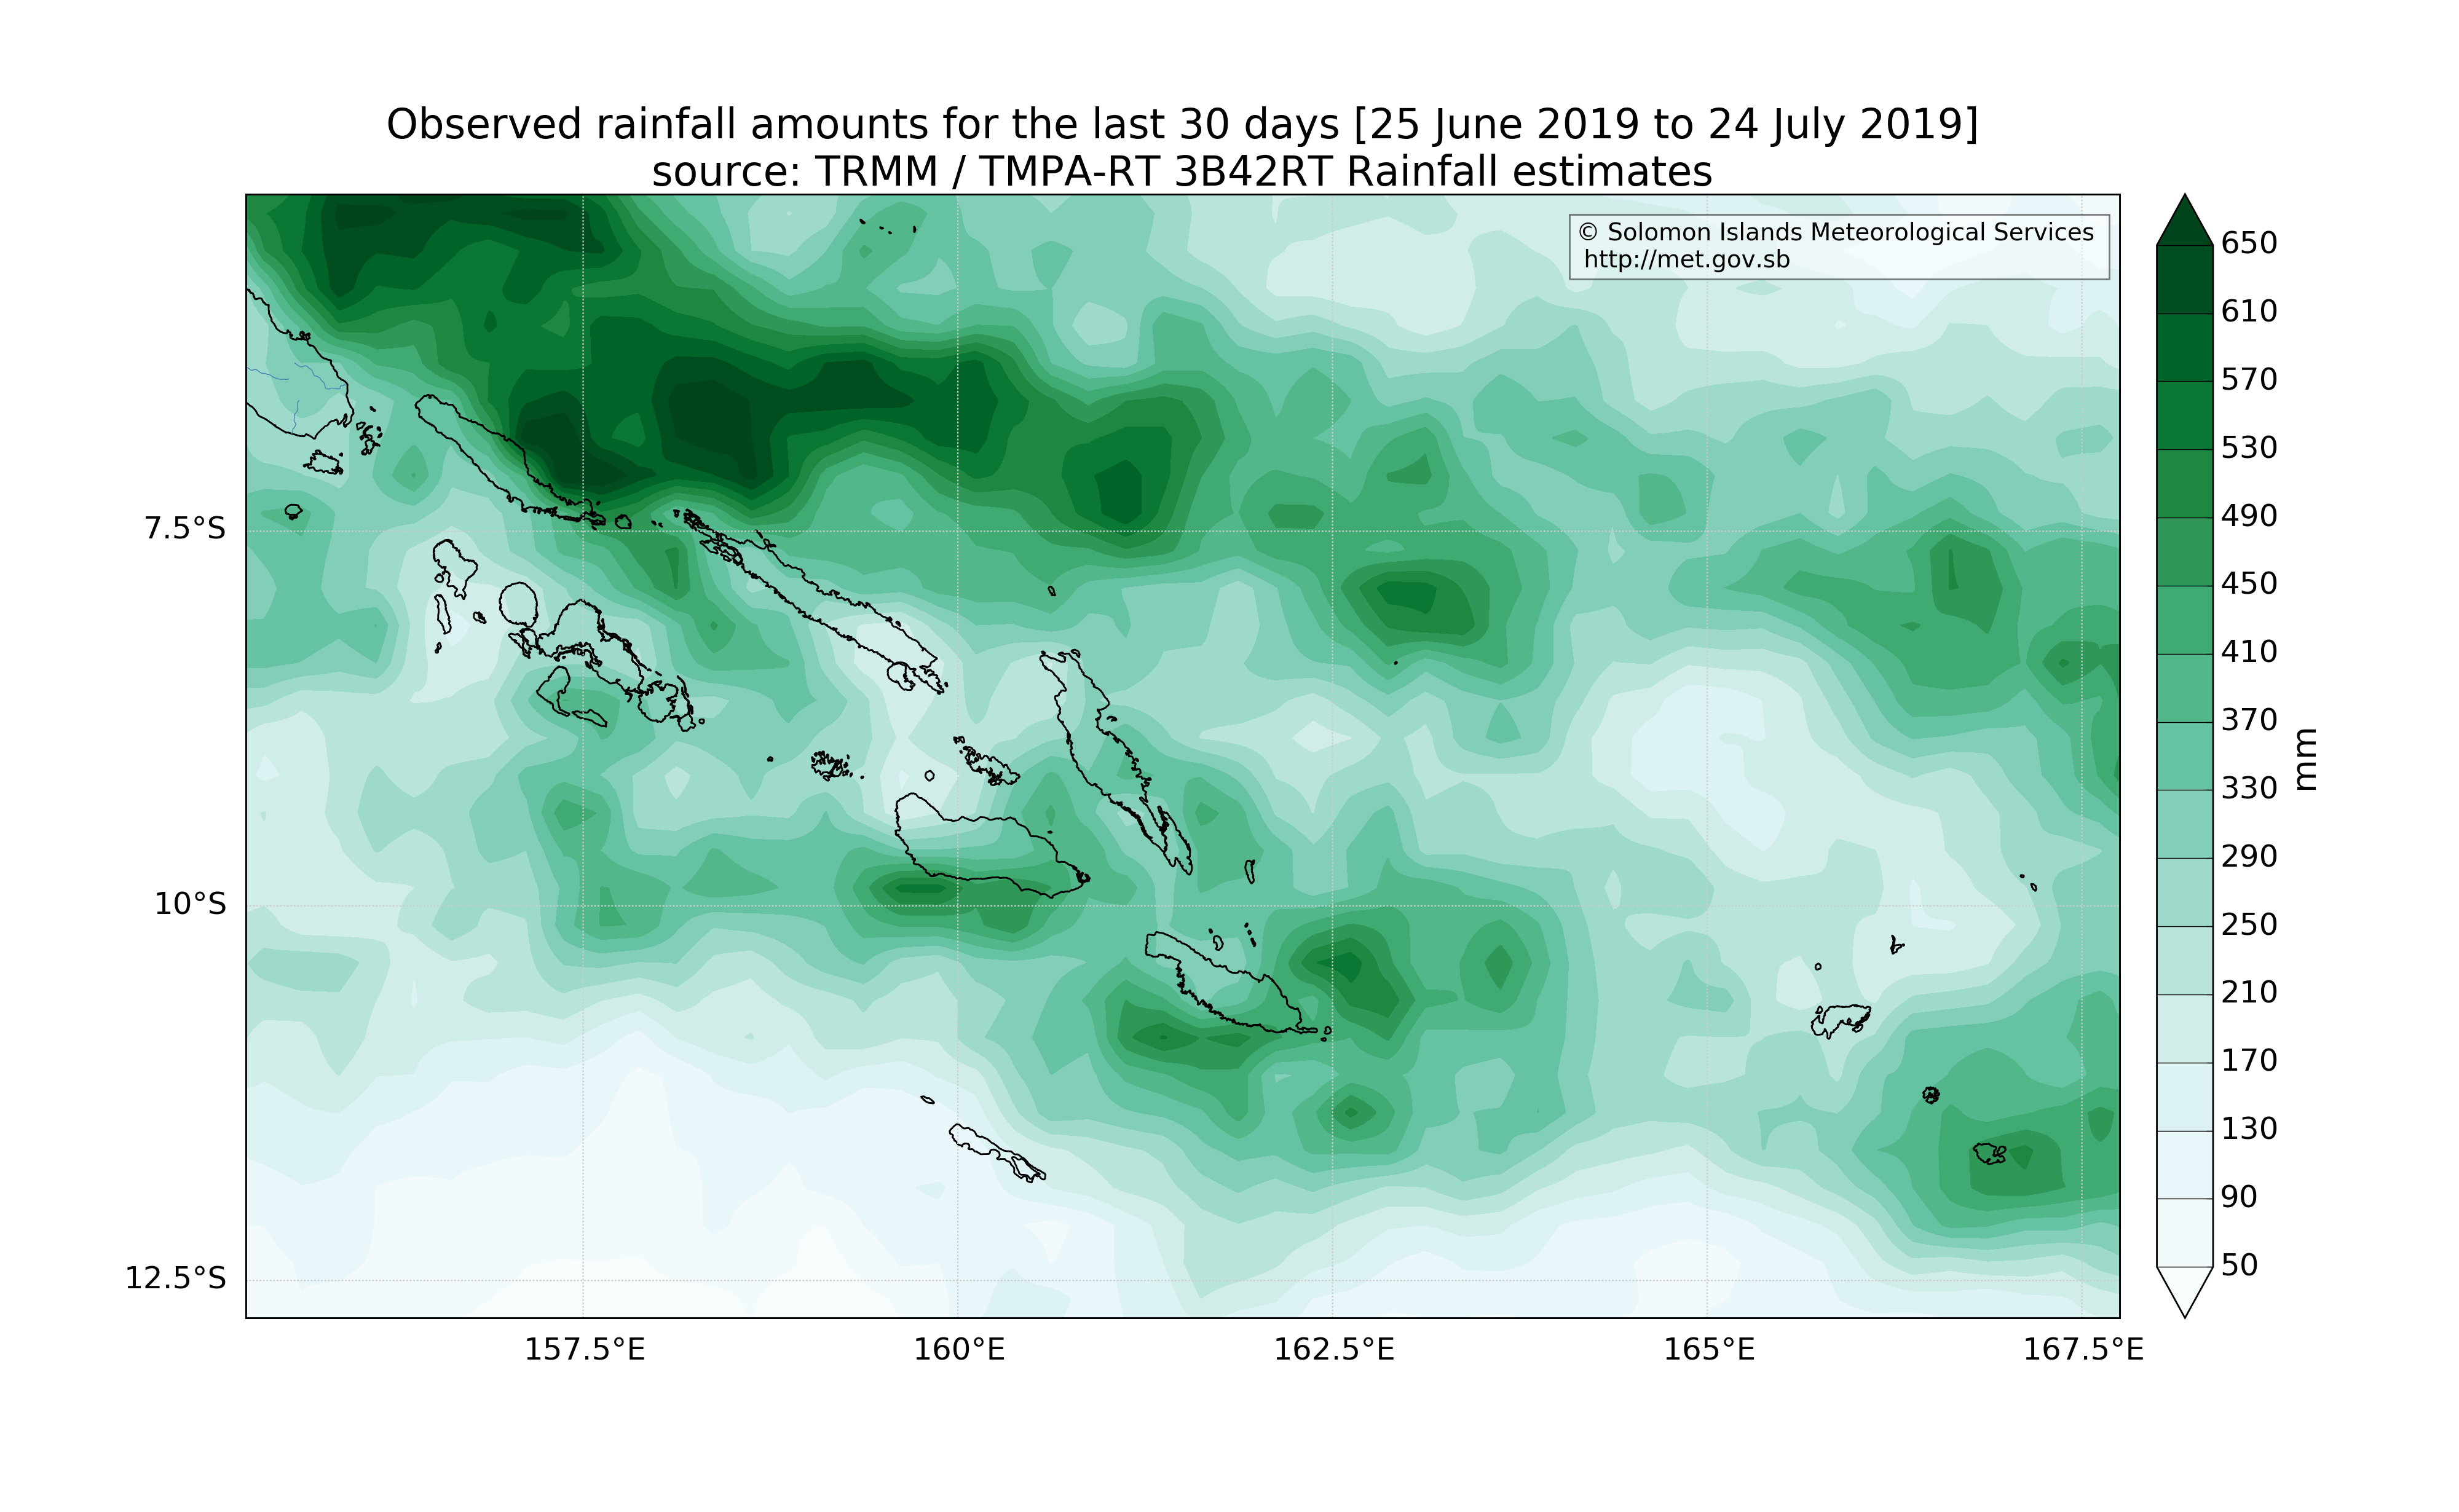 Observed rainfall amounts for the last 30 days [25 June 2019 to 24 July 2019]
source: TRMM / TMPA-RT 3B42RT Rainfall estimates
© Solomon Islands Meteorological Services
http://met.gov.sb
7.5°S
10°S
12.5°S
157.5°E
160°E
162.5°E
165°E
167.5°E
650
610
570
530
490
450
410
370
330
290
250
210
170
130
90
50
mm